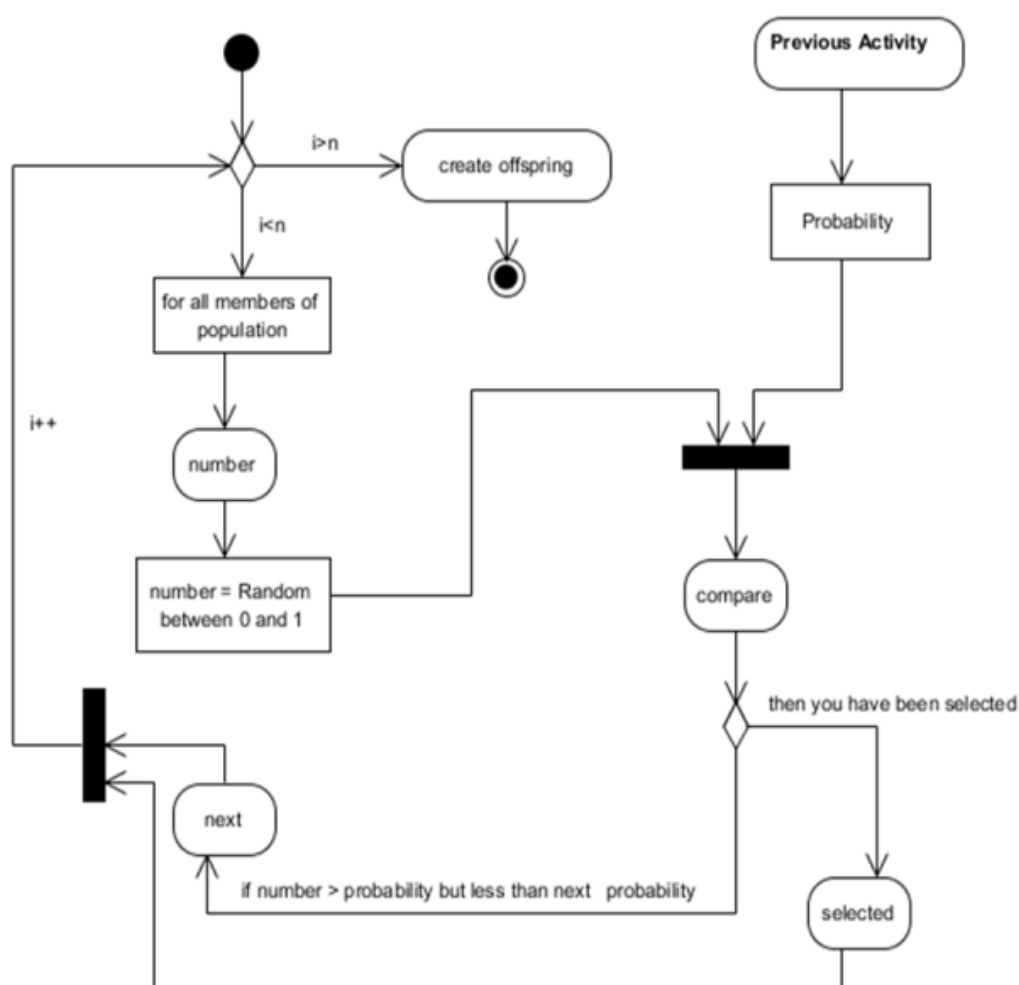 Previous Activity
i>n
create offspring
Probability
i<n
for all members of
population
i++
number
number = Random
between 0 and 1
compare
then you have been selected
next
if number > probability but less than next probability
selected